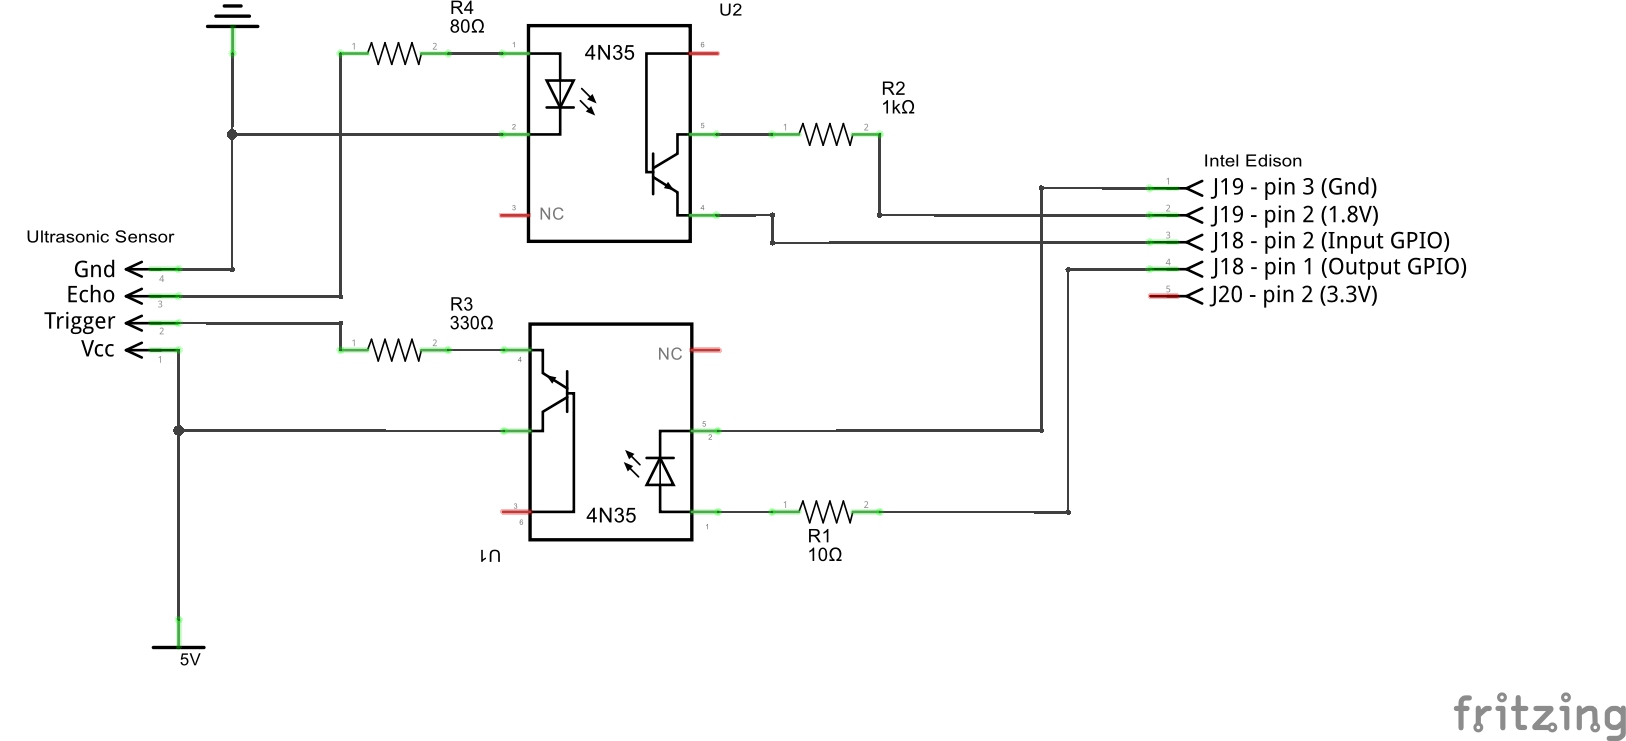 R4
80Ω
U2
1
2
1
4N35
6
2
5
1
2
R2
1kΩ
3
NC
4
Intel Edison
1
J19 - pin 3 (Gnd)
2
J19 - pin 2 (1.8V)
3
J18 - pin 2 (Input GPIO)
4
J18 - pin 1 (Output GPIO)
5
J20 - pin 2 (3.3V)
Ultrasonic Sensor
Gnd
4
Echo
3
Trigger
2
Vcc
1
R3
330Ω
1
2
4
NC
5
2
3
6
4N35
1
1
2
R1
10Ω
U1
5V
fritzing